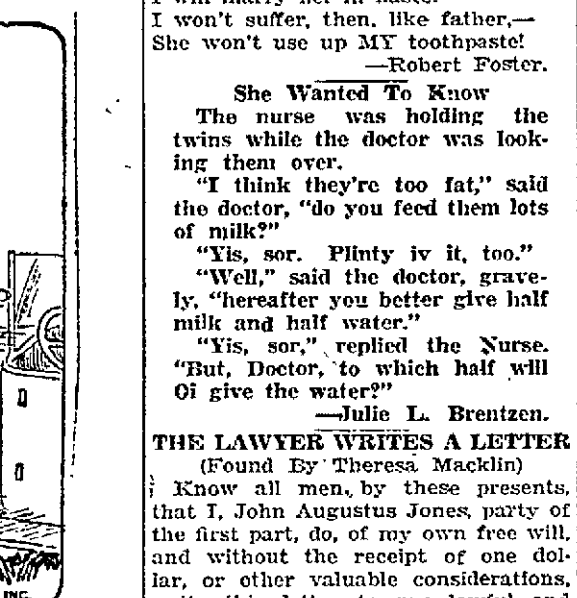 I will marry her in haste.
I won't suffer, then, like father,—
She won't use up MY toothpaste!
—Robert Foster.
She Wanted To Know
The nurse was holding the
twins while the doctor was look-
ing them over.
"I think they're too fat," said
the doctor, "do you feed them lots
of milk?"
"Yis, sor. Plinty iv it, too."
"Well," said the doctor, grave-
ly, "hereafter you better give half
milk and half water."
"Yis, sor," replied the Nurse.
"But, Doctor, to which half will
Oi give the water?"
—Julie L. Brentzen.
THE LAWYER WRITES A LETTER
(Found By Theresa Macklin)
Know all men, by these presents,
that I, John Augustus Jones, party of
the first part, do, of my own free will,
and without the receipt of one dol-
lar, or other valuable considerations,
INC.